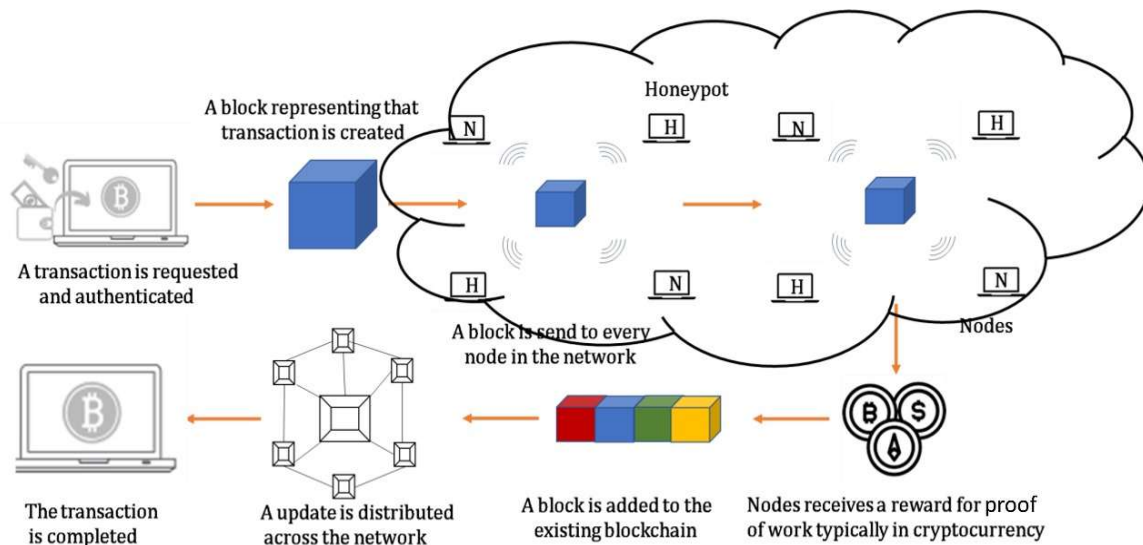 Honeypot
A block representing that
transaction is created
N
H
N
H
A transaction is requested
and authenticated
H
N
H
N
A block is send to every
node in the network
Nodes
B
$
The transaction
is completed
A update is distributed
across the network
A block is added to the
existing blockchain
Nodes receives a reward for proof
of work typically in cryptocurrency